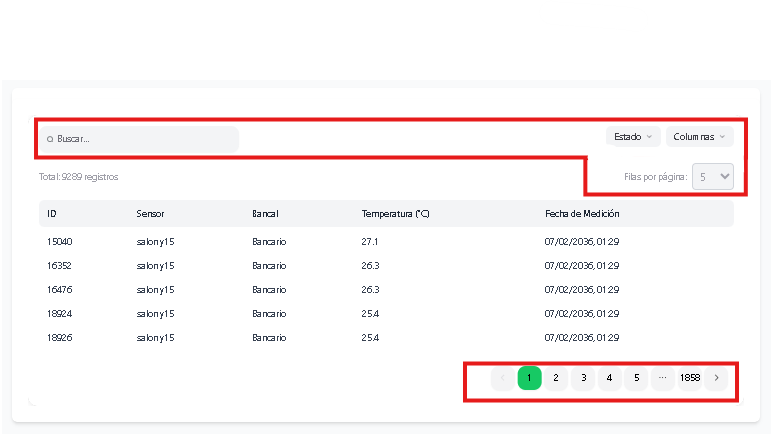 Buscar...
Estado
Columnas
Total: 9289 registros
Filas por página: 5
ID Sensor Bancal Temperatura (°C) Fecha de Medición
15040 salony15 Bancario 27.1 07/02/2036, 01:29
16352 salony15 Bancario 26.3 07/02/2036, 01:29
16476 salony15 Bancario 26.3 07/02/2036, 01:29
18924 salony15 Bancario 25.4 07/02/2036, 01:29
18926 salony15 Bancario 25.4 07/02/2036, 01:29
< 1 2 3 4 5 ... 1858 >